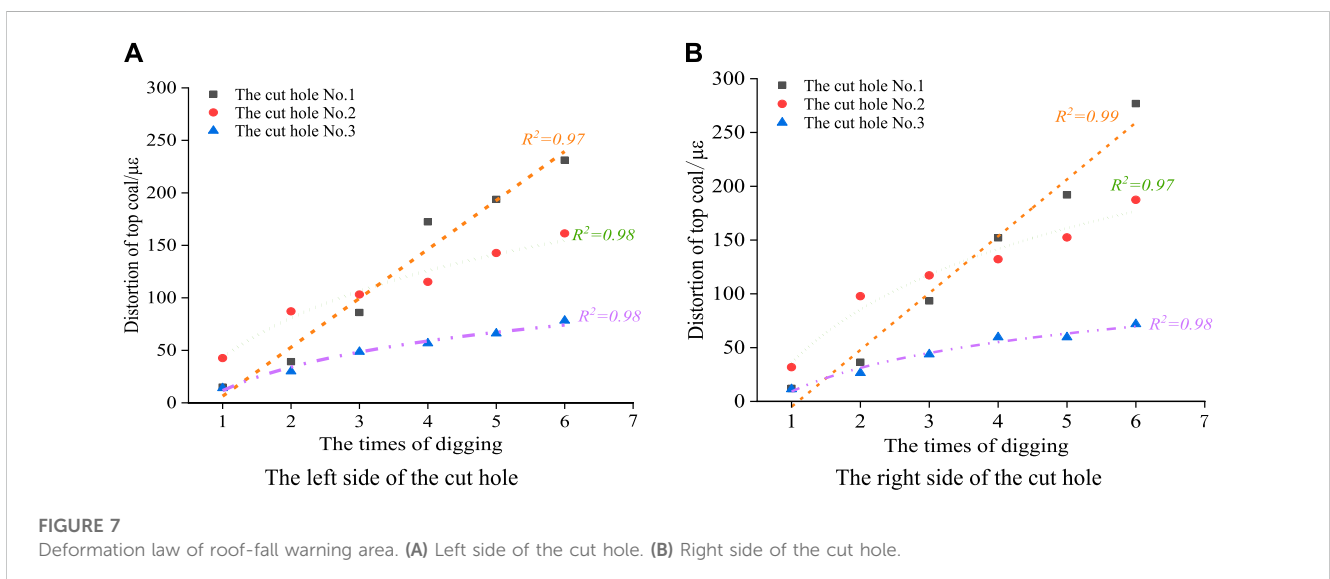 A
300
250
200
150
100
50
0
Distortion of top coal/με
The cut hole No.1
The cut hole No.2
The cut hole No.3
R²=0.97
R²=0.98
R²=0.98
1 2 3 4 5 6 7
The times of digging
The left side of the cut hole
B
300
250
200
150
100
50
0
Distortion of top coal/με
The cut hole No.1
The cut hole No.2
The cut hole No.3
R²=0.99
R²=0.97
R²=0.98
1 2 3 4 5 6 7
The times of digging
The right side of the cut hole
FIGURE 7
Deformation law of roof-fall warning area. (A) Left side of the cut hole. (B) Right side of the cut hole.